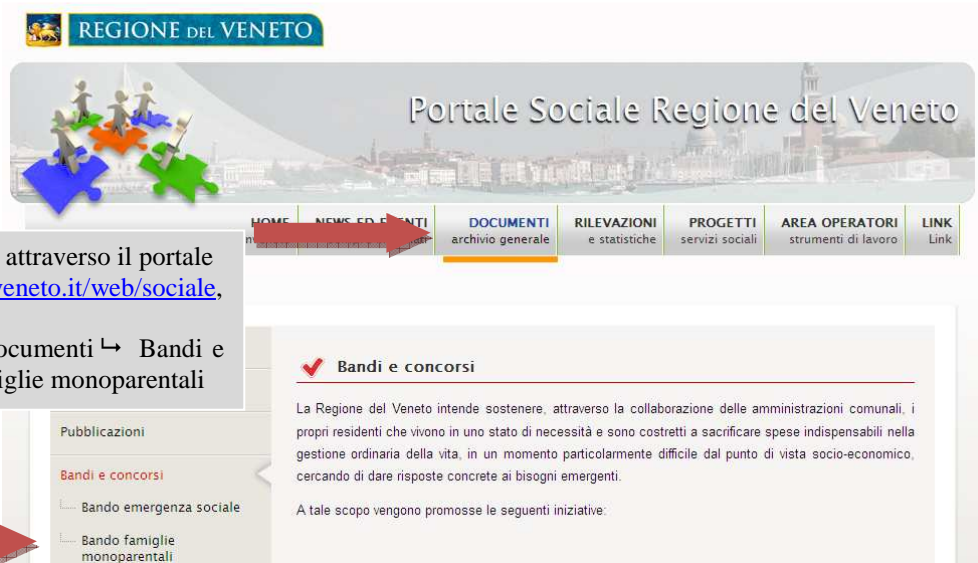 REGIONE DEL VENETO
Portale Sociale Regione del Veneto
HOME NEWS ED EVENTI DOCUMENTI RILEVAZIONI PROGETTI AREA OPERATORI LINK
archivio generale e statistiche servizi sociali strumenti di lavoro Link
attraverso il portale
veneto.it/web/sociale,
ocumenti ↪ Bandi e
iglie monoparentali
Bandi e concorsi
La Regione del Veneto intende sostenere, attraverso la collaborazione delle amministrazioni comunali, i
propri residenti che vivono in uno stato di necessità e sono costretti a sacrificare spese indispensabili nella
gestione ordinaria della vita, in un momento particolarmente difficile dal punto di vista socio-economico,
cercando di dare risposte concrete ai bisogni emergenti.
A tale scopo vengono promosse le seguenti iniziative:
Pubblicazioni
Bandi e concorsi
Bando emergenza sociale
Bando famiglie
monoparentali